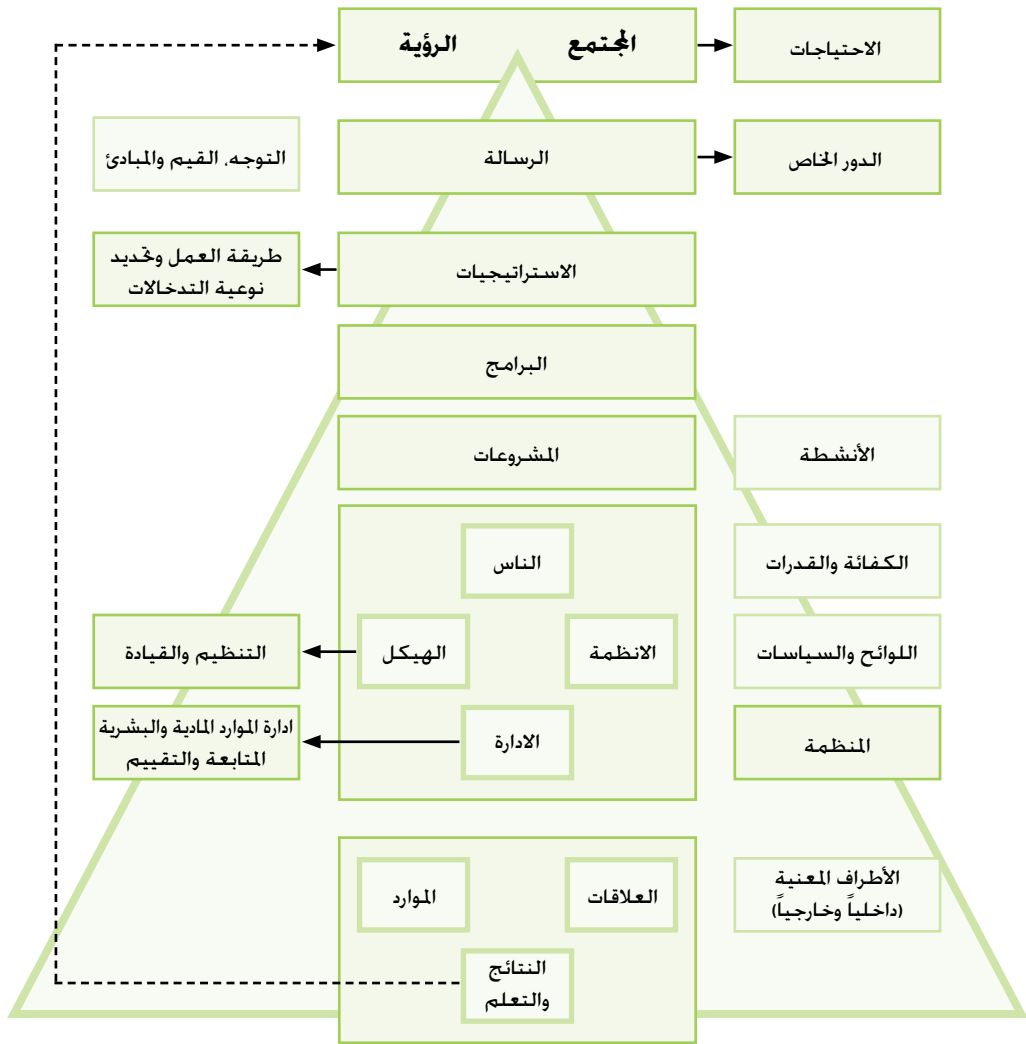 المجتمع
الرؤية
الاحتياجات
الدور الخاص
الرسالة
التوجه. القيم والمبادئ
الاستراتيجيات
طريقة العمل وتحديد
نوعية التدخالات
البرامج
الأنشطة
المشروعات
الكفائة والقدرات
الناس
اللوائح والسياسات
الانظمة
الهيكل
التنظيم والقيادة
المنظمة
الادارة
ادارة الموارد المادية والبشرية
المتابعة والتقييم
الأطراف المعنية
(داخلياً وخارجياً)
العلاقات
الموارد
النتائج
والتعلم